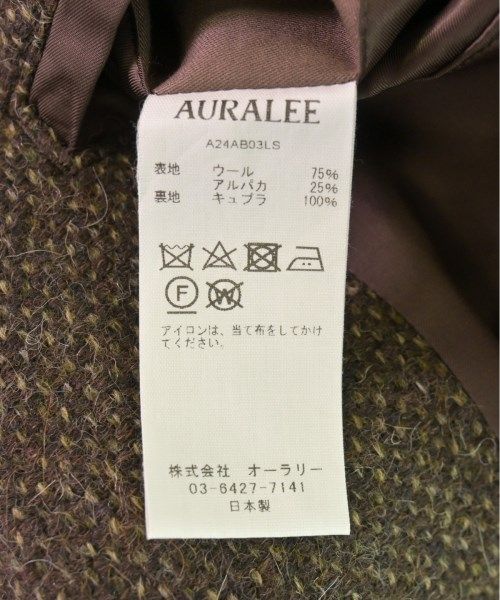 AURALEE
A24AB03LS
表地 ウール 75%
アルパカ 25%
裏地 キュプラ 100%
F W
アイロンは、当て布をしてかけ
てください。
株式会社 オーラリー
03-6427-7141
日本製